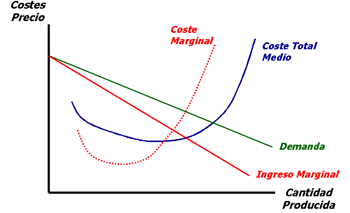 Costes
Precio
Coste
Marginal
Coste Total
Medio
Demanda
Ingreso Marginal
Cantidad
Producida